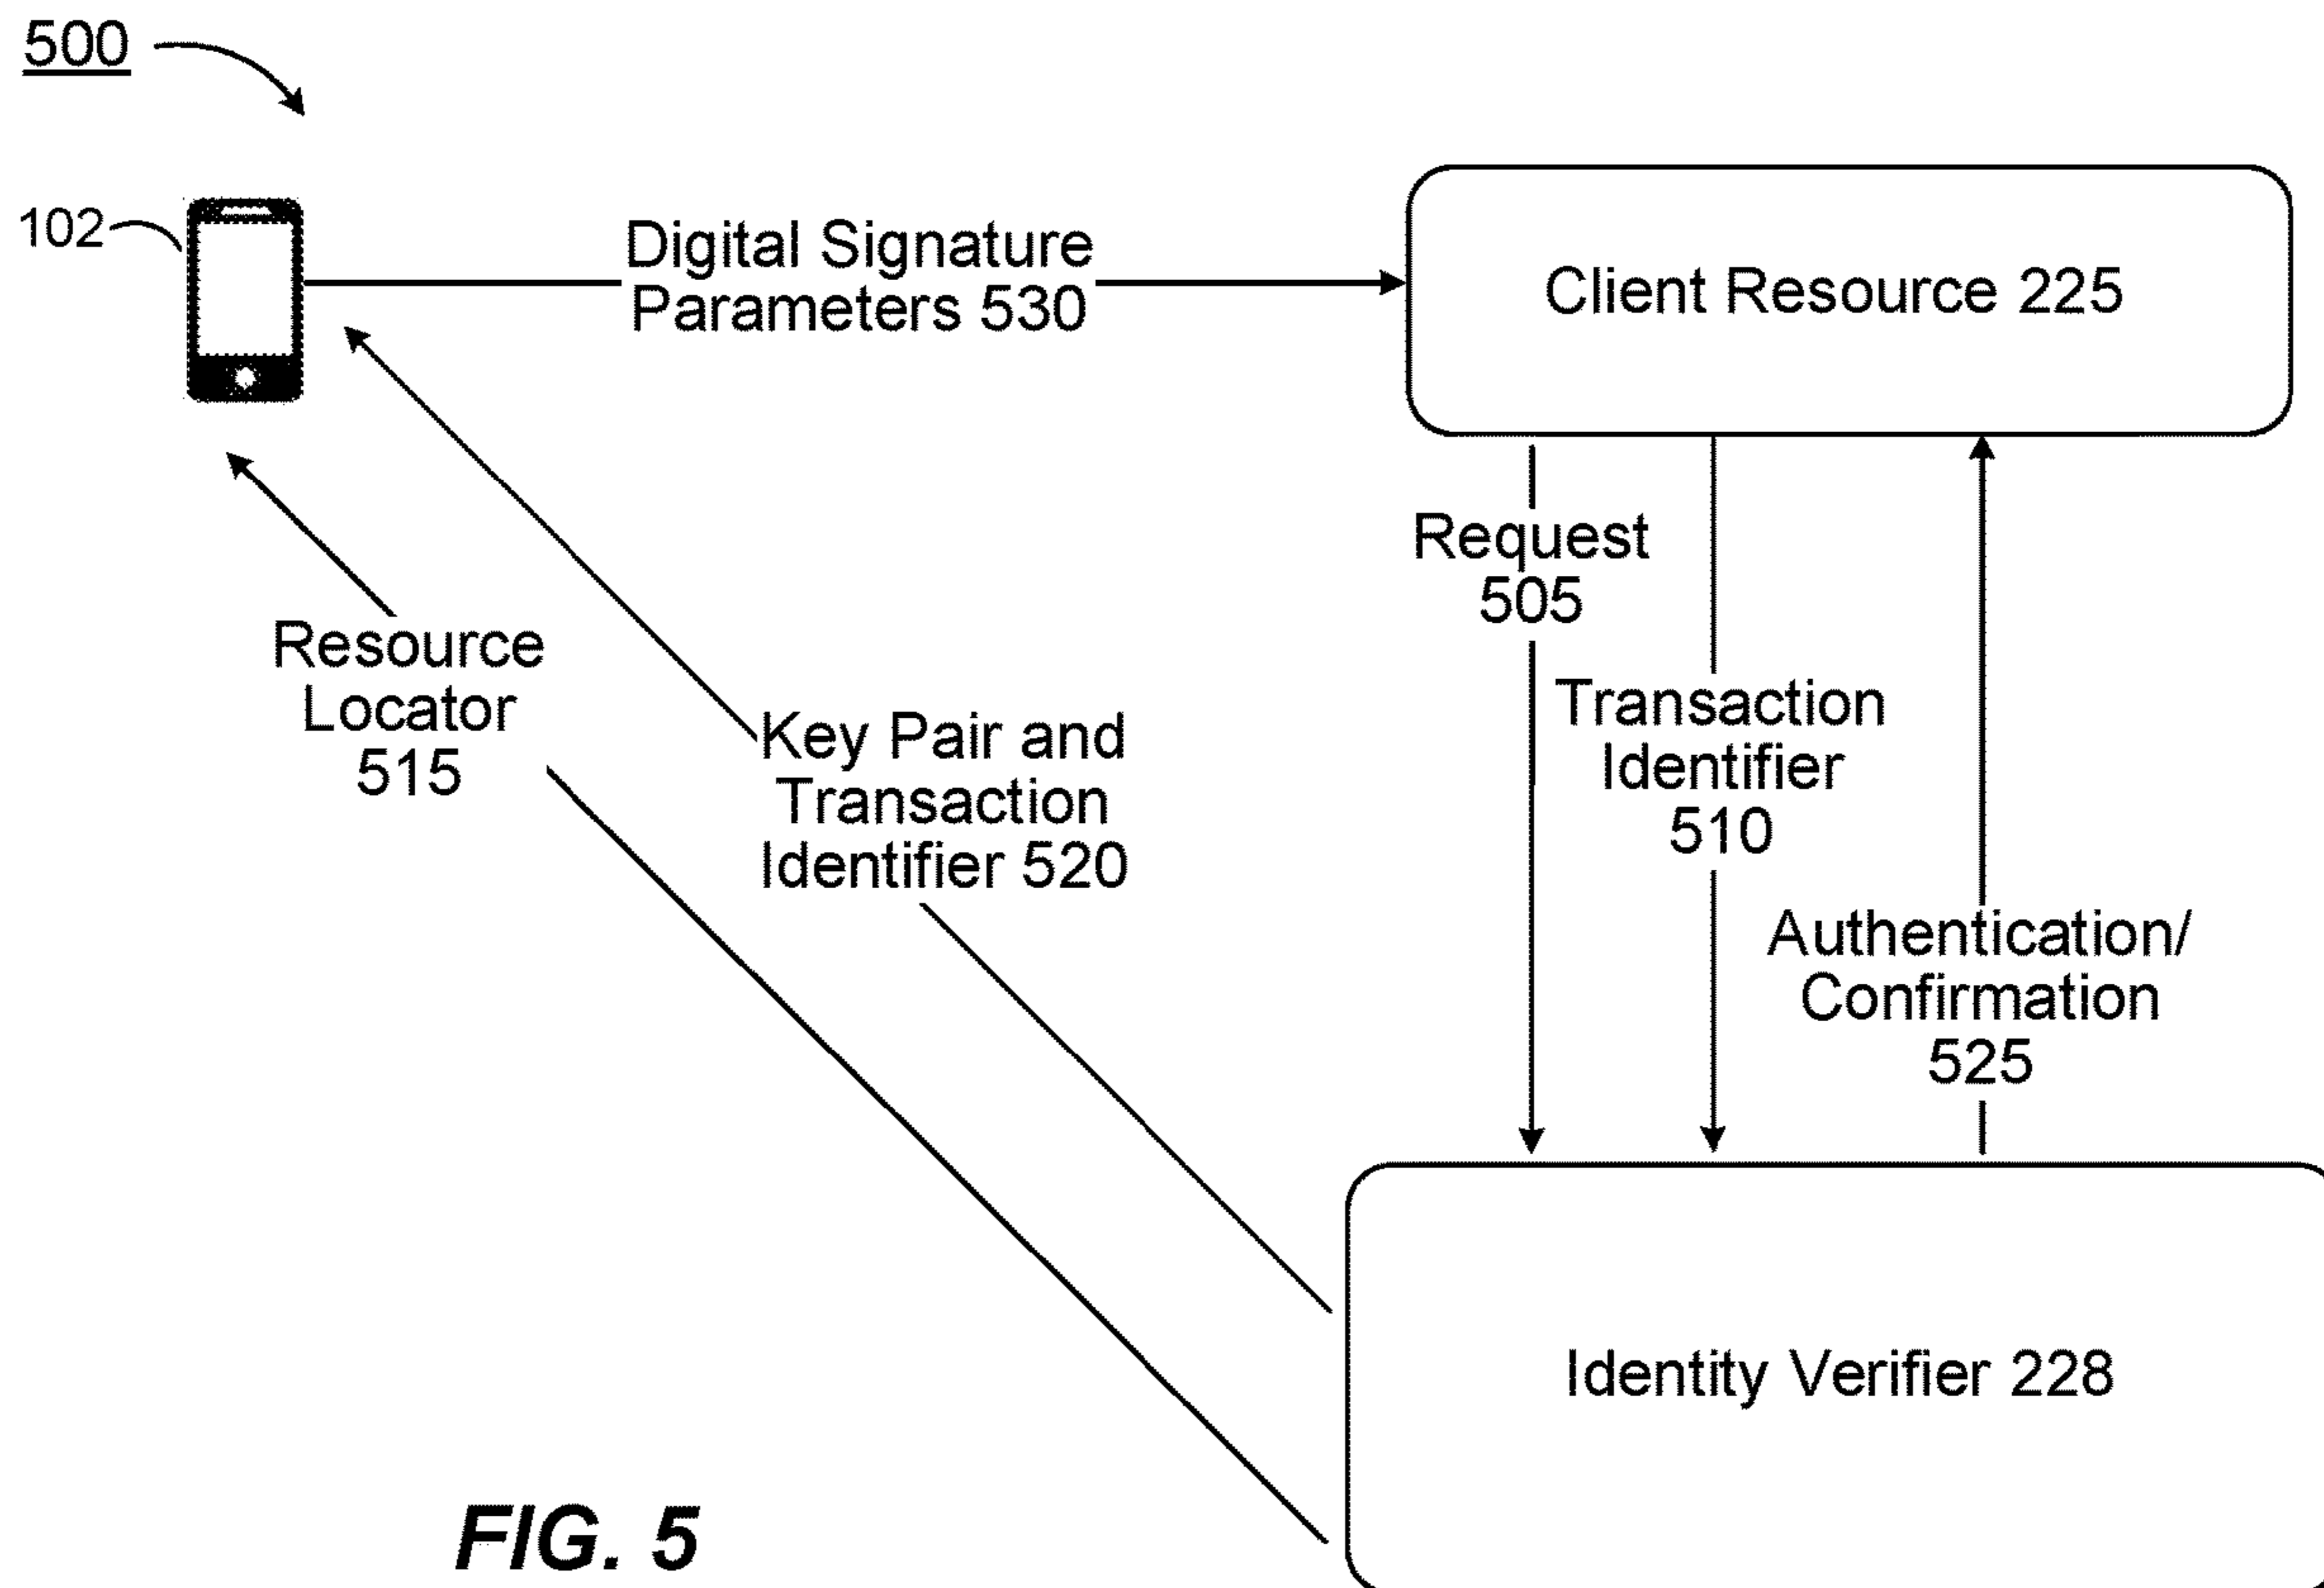 500
102
Digital Signature
Parameters 530
Client Resource 225
Request
505
Resource
Locator
515
Transaction
Identifier
510
Key Pair and
Transaction
Identifier 520
Authentication/
Confirmation
525
Identity Verifier 228
FIG. 5